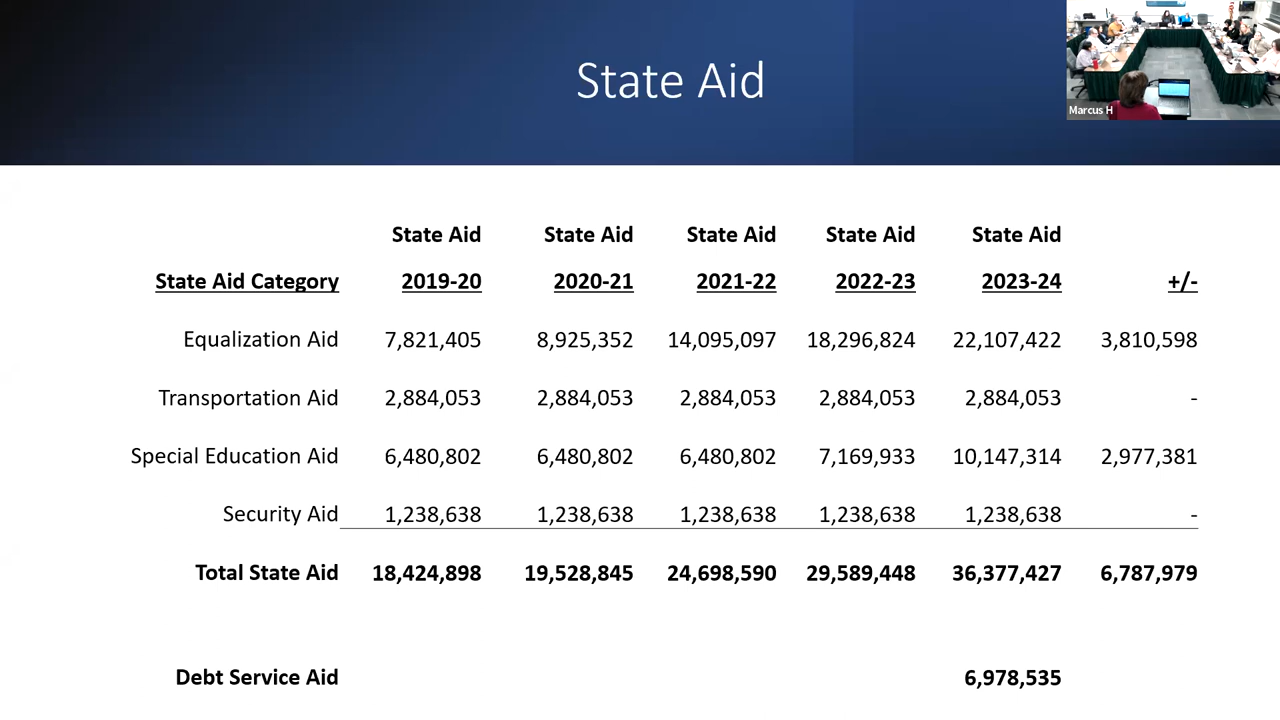 State Aid
Marcus H
State Aid State Aid State Aid State Aid State Aid
State Aid Category 2019-20 2020-21 2021-22 2022-23 2023-24 +/-
Equalization Aid 7,821,405 8,925,352 14,095,097 18,296,824 22,107,422 3,810,598
Transportation Aid 2,884,053 2,884,053 2,884,053 2,884,053 2,884,053 -
Special Education Aid 6,480,802 6,480,802 6,480,802 7,169,933 10,147,314 2,977,381
Security Aid 1,238,638 1,238,638 1,238,638 1,238,638 1,238,638 -
Total State Aid 18,424,898 19,528,845 24,698,590 29,589,448 36,377,427 6,787,979
Debt Service Aid 6,978,535